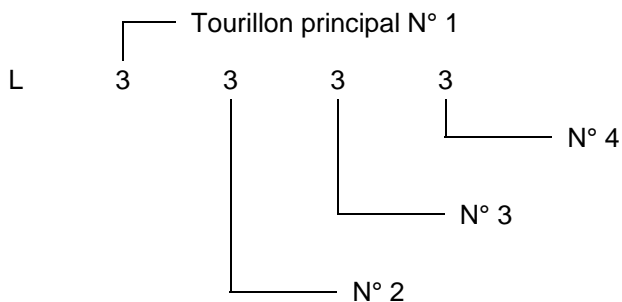 Tourillon principal N° 1
L 3 3 3 3
N° 4
N° 3
N° 2